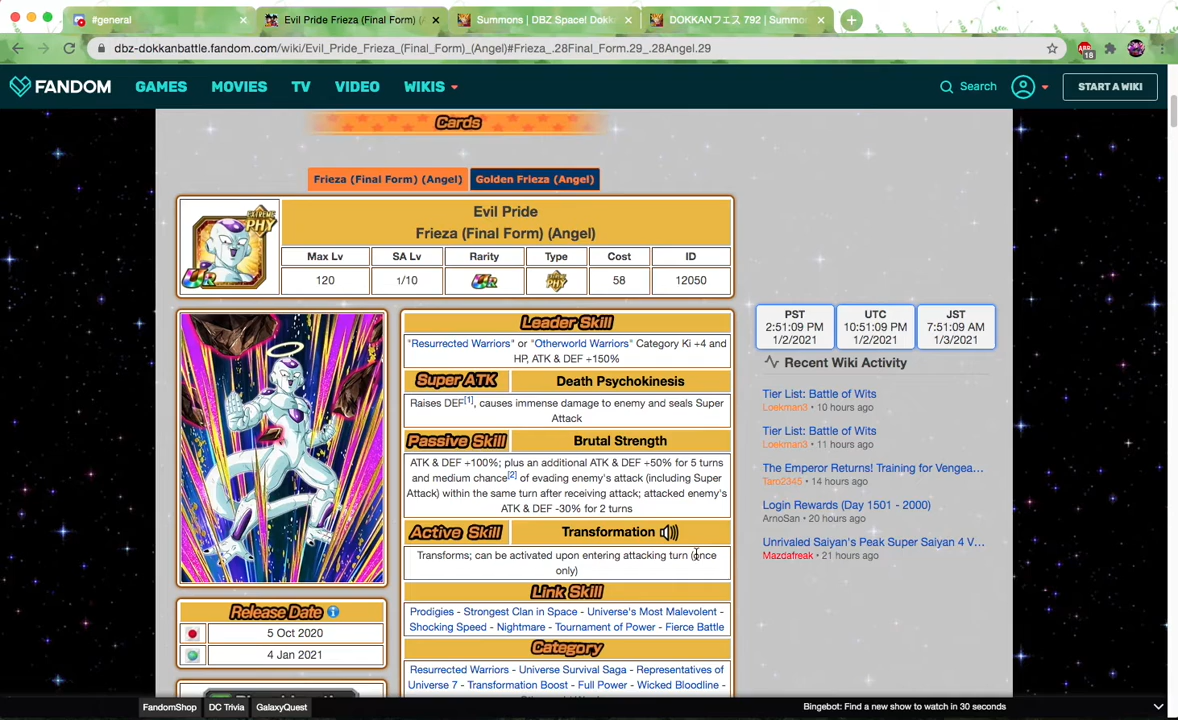 #general
Evil Pride Frieza (Final Form) (A
Summons | DBZ Space! Dokk
DOKKANフェス 792 | Summo
dbz-dokkanbattle.fandom.com/wiki/Evil_Pride_Frieza_(Final_Form)_(Angel)#Frieza_.28Final_Form.29_.28Angel.29
ABP
18
FANDOM
GAMES
MOVIES
TV
VIDEO
WIKIS
Search
START A WIKI
Cards
Frieza (Final Form) (Angel)
Golden Frieza (Angel)
EXTREME
PHY
UR
Evil Pride
Frieza (Final Form) (Angel)
Max Lv SA Lv Rarity Type Cost ID
120 1/10 UR PHY 58 12050
Leader Skill
"Resurrected Warriors" or "Otherworld Warriors" Category Ki +4 and
HP, ATK & DEF +150%
Super ATK Death Psychokinesis
Raises DEF[1], causes immense damage to enemy and seals Super
Attack
Passive Skill Brutal Strength
ATK & DEF +100%; plus an additional ATK & DEF +50% for 5 turns
and medium chance[2] of evading enemy's attack (including Super
Attack) within the same turn after receiving attack; attacked enemy's
ATK & DEF -30% for 2 turns
Active Skill Transformation
Transforms; can be activated upon entering attacking turn (once
only)
Link Skill
Prodigies - Strongest Clan in Space - Universe's Most Malevolent -
Shocking Speed - Nightmare - Tournament of Power - Fierce Battle
Category
Resurrected Warriors - Universe Survival Saga - Representatives of
Universe 7 - Transformation Boost - Full Power - Wicked Bloodline -
Release Date
5 Oct 2020
4 Jan 2021
PST
2:51:09 PM
1/2/2021
UTC
10:51:09 PM
1/2/2021
JST
7:51:09 AM
1/3/2021
Recent Wiki Activity
Tier List: Battle of Wits
Loekman3 • 10 hours ago
Tier List: Battle of Wits
Loekman3 • 11 hours ago
The Emperor Returns! Training for Vengea...
Taro2345 • 14 hours ago
Login Rewards (Day 1501 - 2000)
ArnoSan • 20 hours ago
Unrivaled Saiyan's Peak Super Saiyan 4 V...
Mazdafreak • 21 hours ago
FandomShop
DC Trivia
GalaxyQuest
Bingebot: Find a new show to watch in 30 seconds